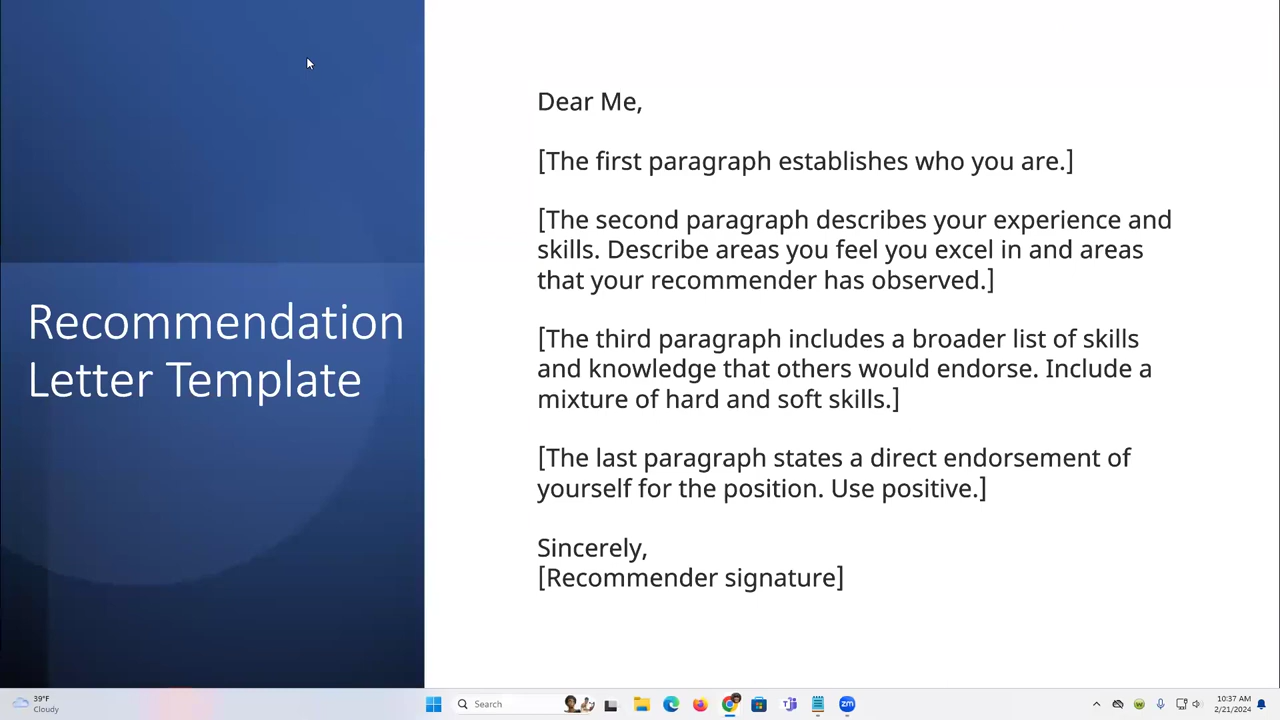 Recommendation
Letter Template
Dear Me,
[The first paragraph establishes who you are.]
[The second paragraph describes your experience and
skills. Describe areas you feel you excel in and areas
that your recommender has observed.]
[The third paragraph includes a broader list of skills
and knowledge that others would endorse. Include a
mixture of hard and soft skills.]
[The last paragraph states a direct endorsement of
yourself for the position. Use positive.]
Sincerely,
[Recommender signature]
39°F
Cloudy
Search
zm
10:37 AM
2/21/2024